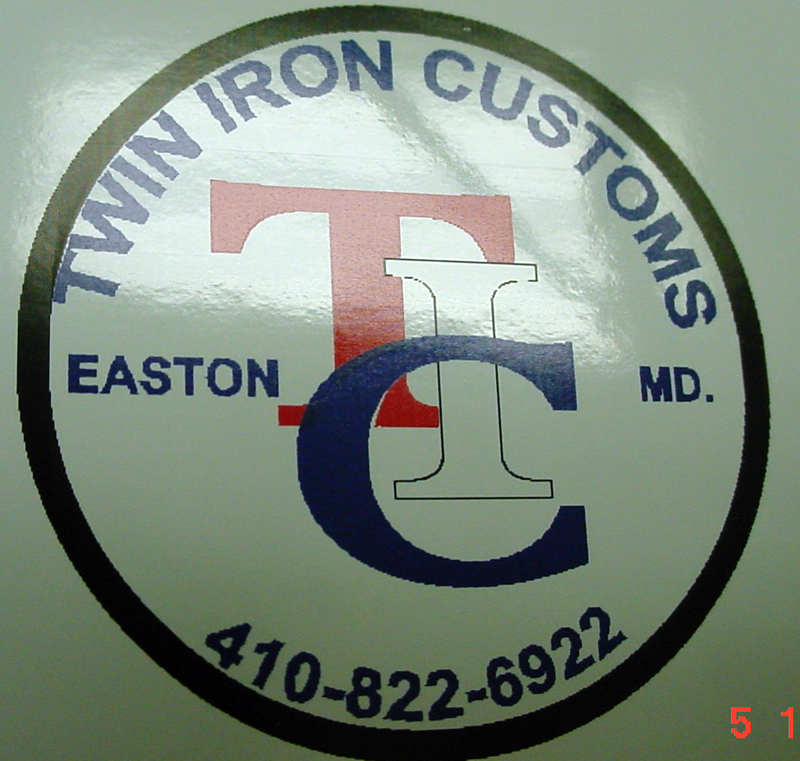 TWIN IRON CUSTOMS
TIC
EASTON MD.
410-822-6922
5 1